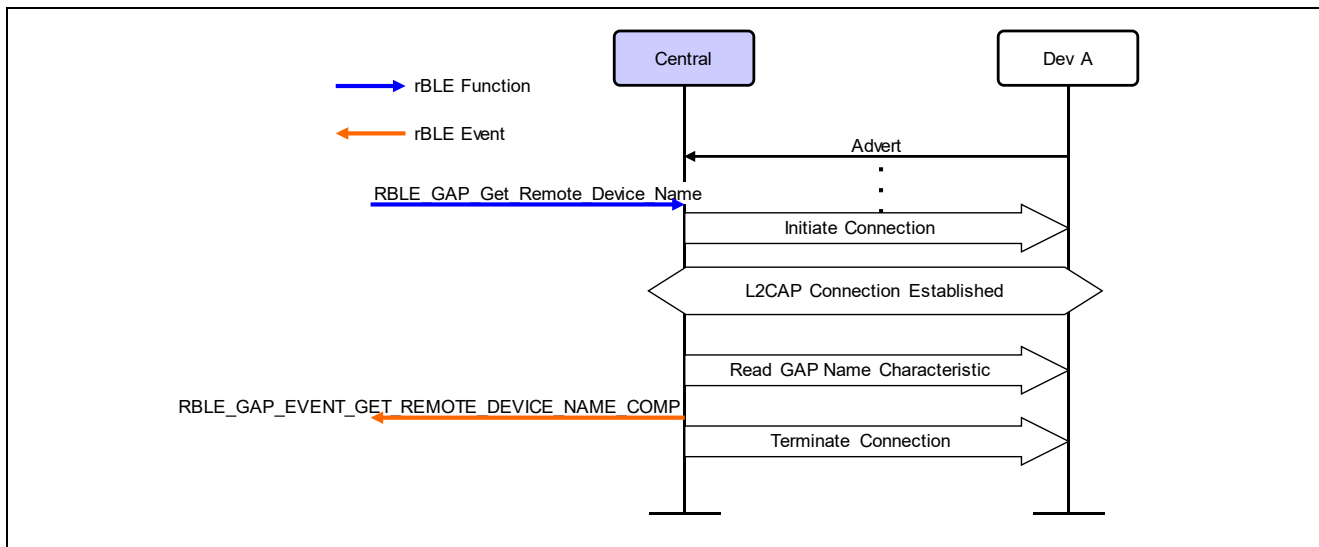 Central
Dev A
rBLE Function
rBLE Event
Advert
RBLE_GAP_Get_Remote_Device_Name
Initiate Connection
L2CAP Connection Established
Read GAP Name Characteristic
RBLE_GAP_EVENT_GET_REMOTE_DEVICE_NAME_COMP
Terminate Connection